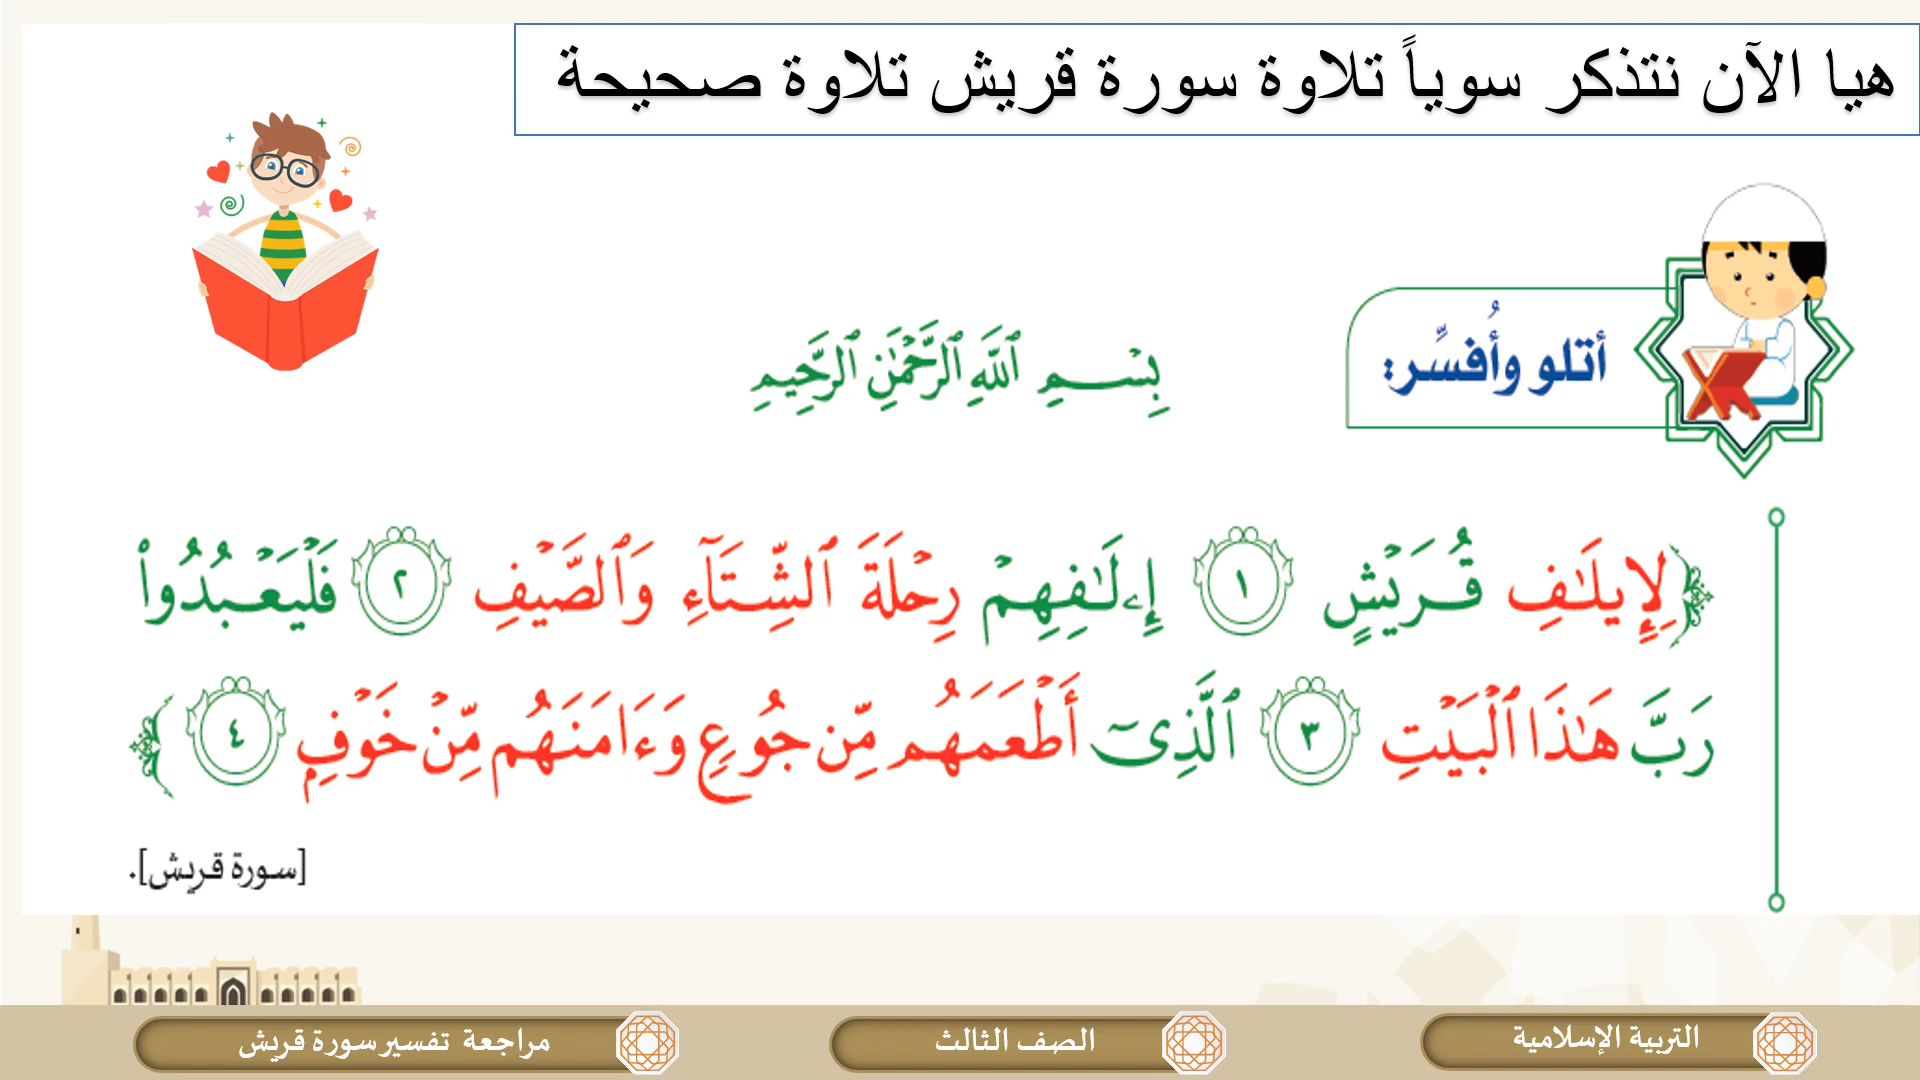 هيا الآن نتذكر سوياً تلاوة سورة قريش تلاوة صحيحة
أتلو وأُفسِّر:
بِسۡمِ ٱللَّهِ ٱلرَّحۡمَٰنِ ٱلرَّحِيمِ
﴿لِإِيلَٰفِ قُرَيۡشٍ ١ إِۦلَٰفِهِمۡ رِحۡلَةَ ٱلشِّتَآءِ وَٱلصَّيۡفِ ٢ فَلۡيَعۡبُدُواْ
رَبَّ هَٰذَا ٱلۡبَيۡتِ ٣ ٱلَّذِيٓ أَطۡعَمَهُم مِّن جُوعٖ وَءَامَنَهُم مِّنۡ خَوۡفِۭ ٤﴾
[سورة قريش].
التربية الإسلامية
الصف الثالث
مراجعة تفسير سورة قريش